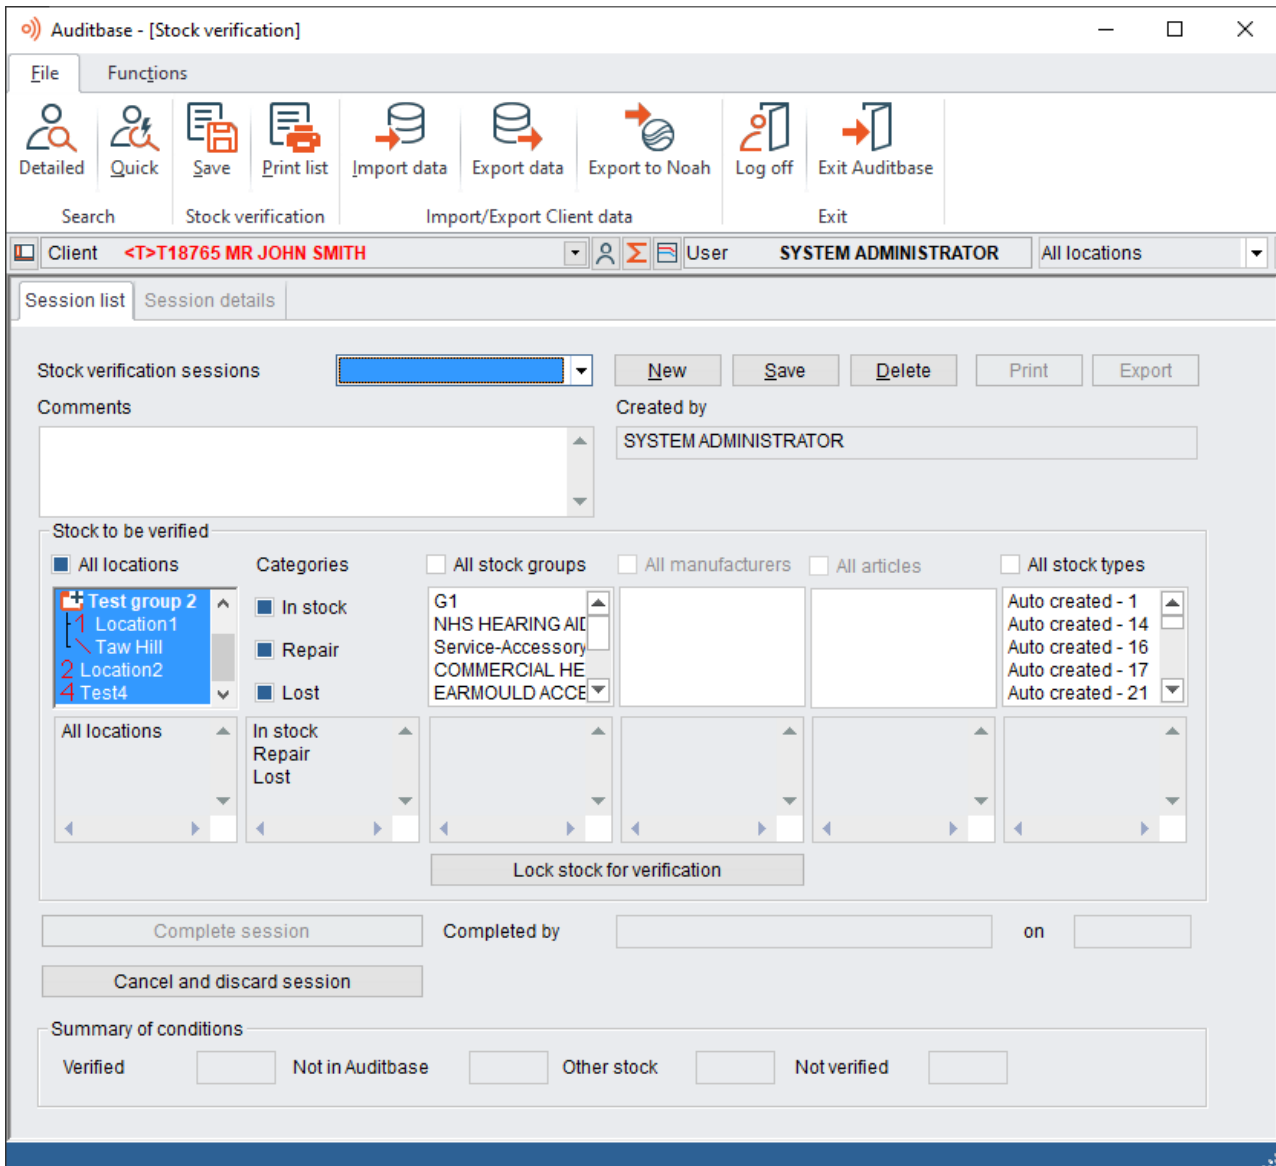 Auditbase - [Stock verification]
File Functions
Detailed Quick Save Print list Import data Export data Export to Noah Log off Exit Auditbase
Search Stock verification Import/Export Client data Exit
Client <T>T18765 MR JOHN SMITH User SYSTEM ADMINISTRATOR All locations
Session list Session details
Stock verification sessions New Save Delete Print Export
Comments Created by
SYSTEM ADMINISTRATOR
Stock to be verified
All locations Categories All stock groups All manufacturers All articles All stock types
Test group 2 In stock G1 Auto created - 1
1 Location1 NHS HEARING AID Auto created - 14
Taw Hill Repair Service-Accessory Auto created - 16
2 Location2 COMMERCIAL HE Auto created - 17
4 Test4 Lost EARMOULD ACCE Auto created - 21
All locations In stock
Repair
Lost
Lock stock for verification
Complete session Completed by on
Cancel and discard session
Summary of conditions
Verified Not in Auditbase Other stock Not verified